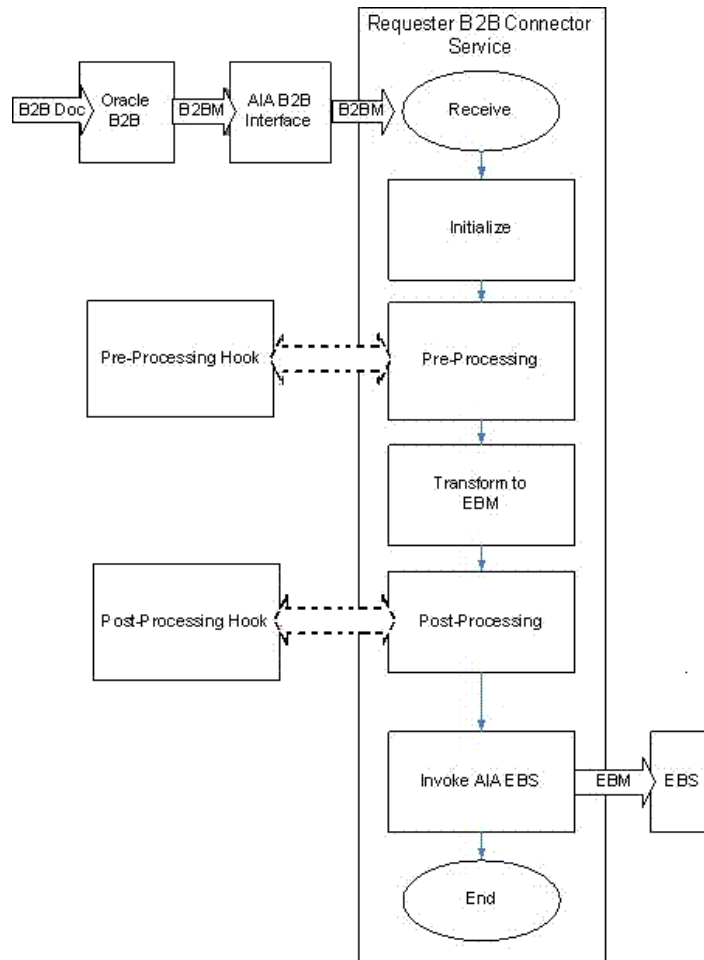 Requester B2B Connector
Service
B2B Doc
Oracle
B2B
B2BM
AIA B2B
Interface
B2BM
Receive
Initialize
Pre-Processing Hook
Pre-Processing
Transform to
EBM
Post-Processing Hook
Post-Processing
Invoke AIA EBS
EBM
EBS
End